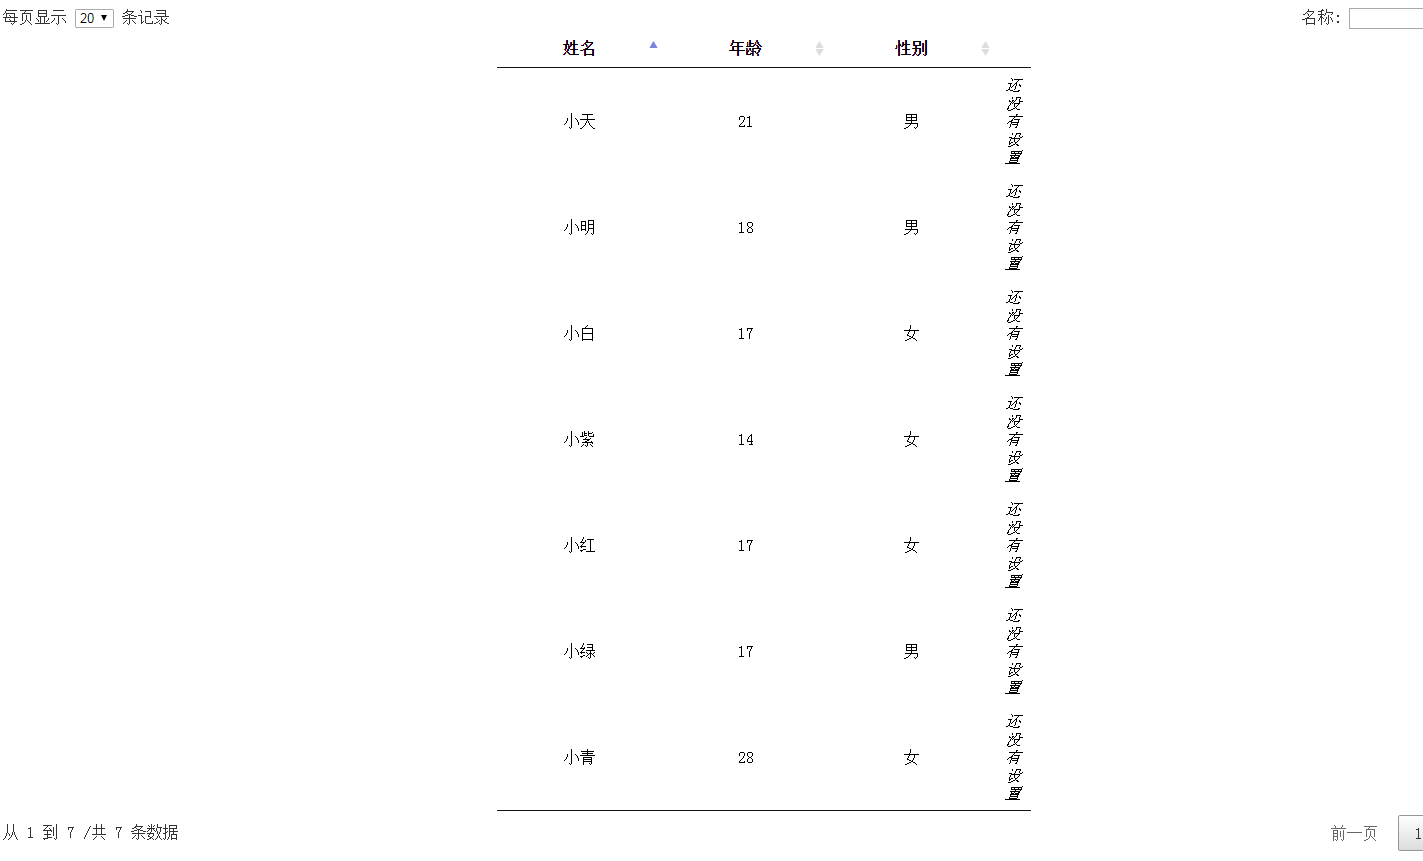 每页显示 20 条记录 名称:
姓名 年龄 性别
小天 21 男 还没有设置
小明 18 男 还没有设置
小白 17 女 还没有设置
小紫 14 女 还没有设置
小红 17 女 还没有设置
小绿 17 男 还没有设置
小青 28 女 还没有设置
从 1 到 7 /共 7 条数据 前一页 1